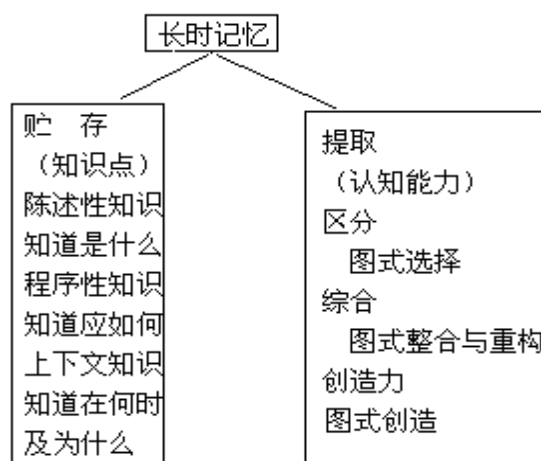 长时记忆
贮 存
（知识点）
陈述性知识
知道是什么
程序性知识
知道应如何
上下文知识
知道在何时
及为什么
提取
（认知能力）
区分
图式选择
综合
图式整合与重构
创造力
图式创造